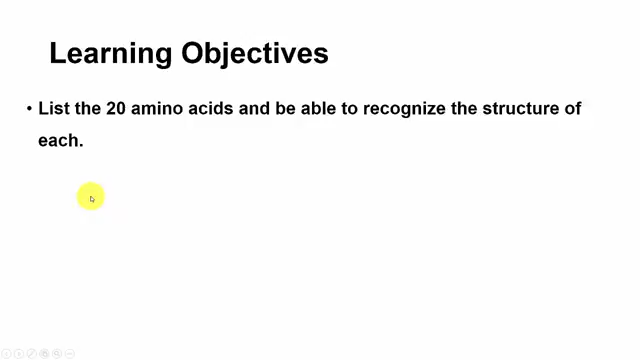 Learning Objectives
• List the 20 amino acids and be able to recognize the structure of
each.